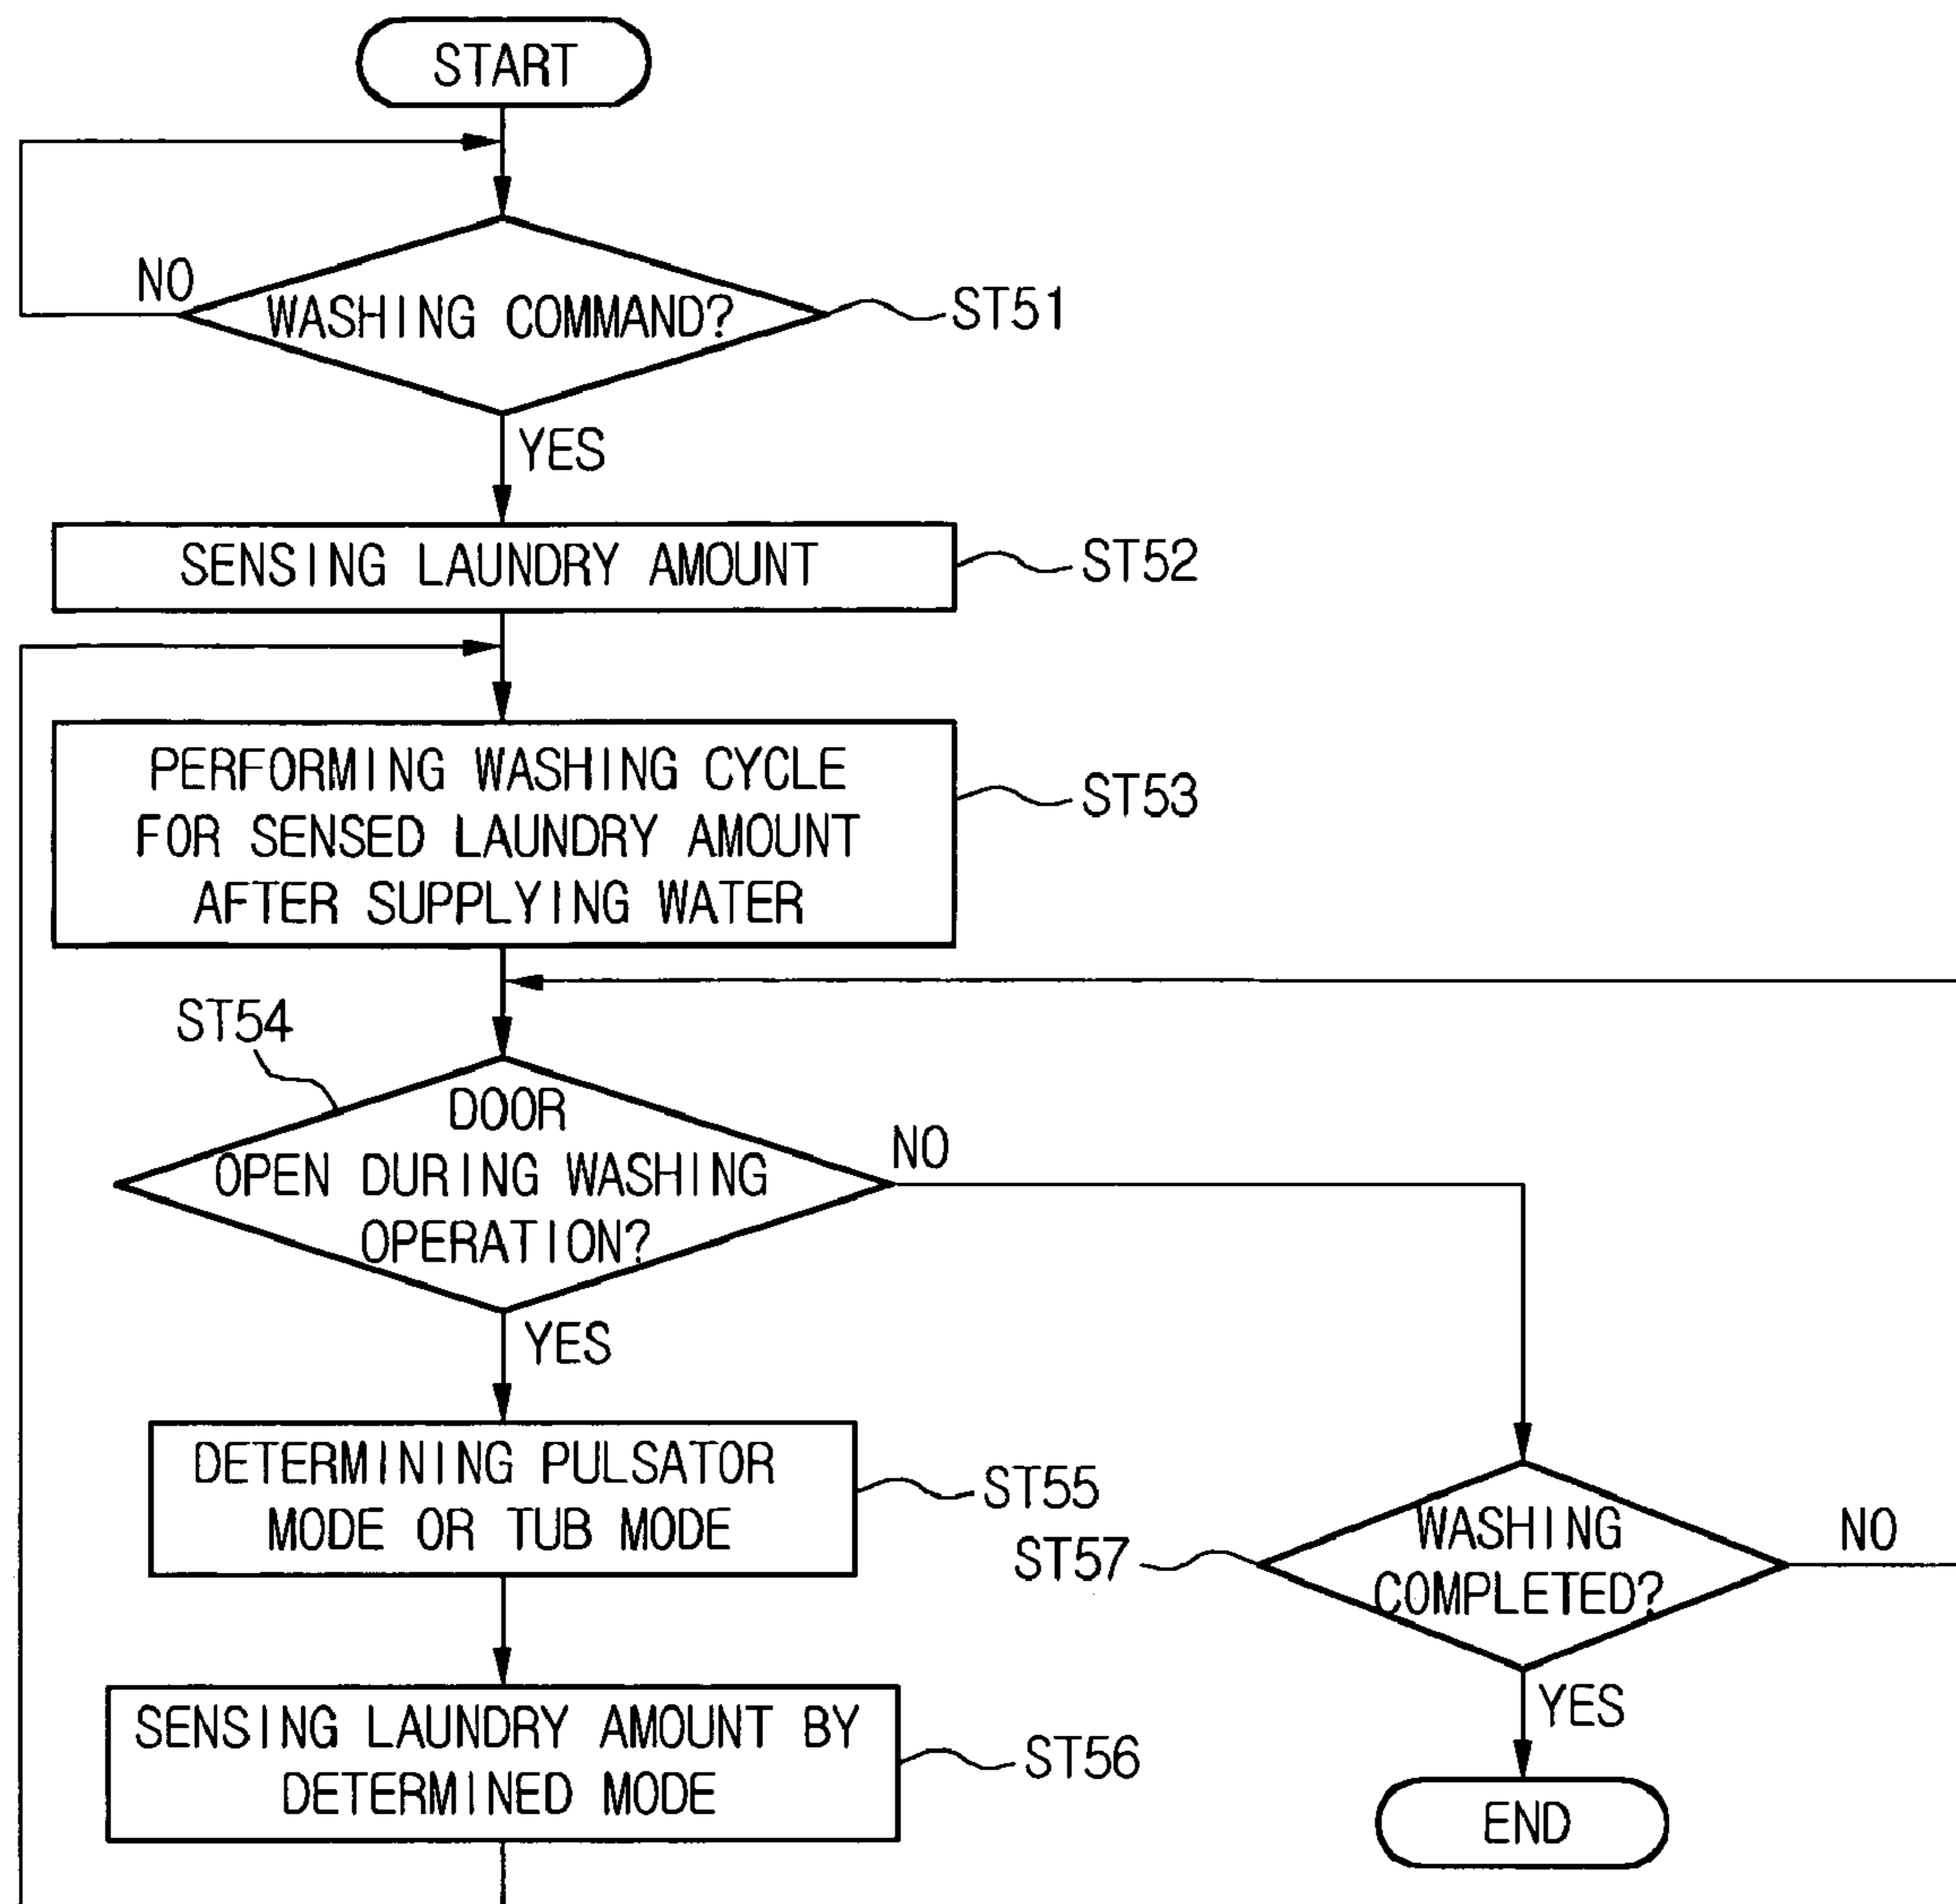 START
NO
WASHING COMMAND?
ST51
YES
SENSING LAUNDRY AMOUNT
ST52
PERFORMING WASHING CYCLE
FOR SENSED LAUNDRY AMOUNT
AFTER SUPPLYING WATER
ST53
ST54
DOOR
OPEN DURING WASHING
OPERATION?
NO
YES
DETERMINING PULSATOR
MODE OR TUB MODE
ST55
ST57
WASHING
COMPLETED?
NO
SENSING LAUNDRY AMOUNT BY
DETERMINED MODE
ST56
YES
END